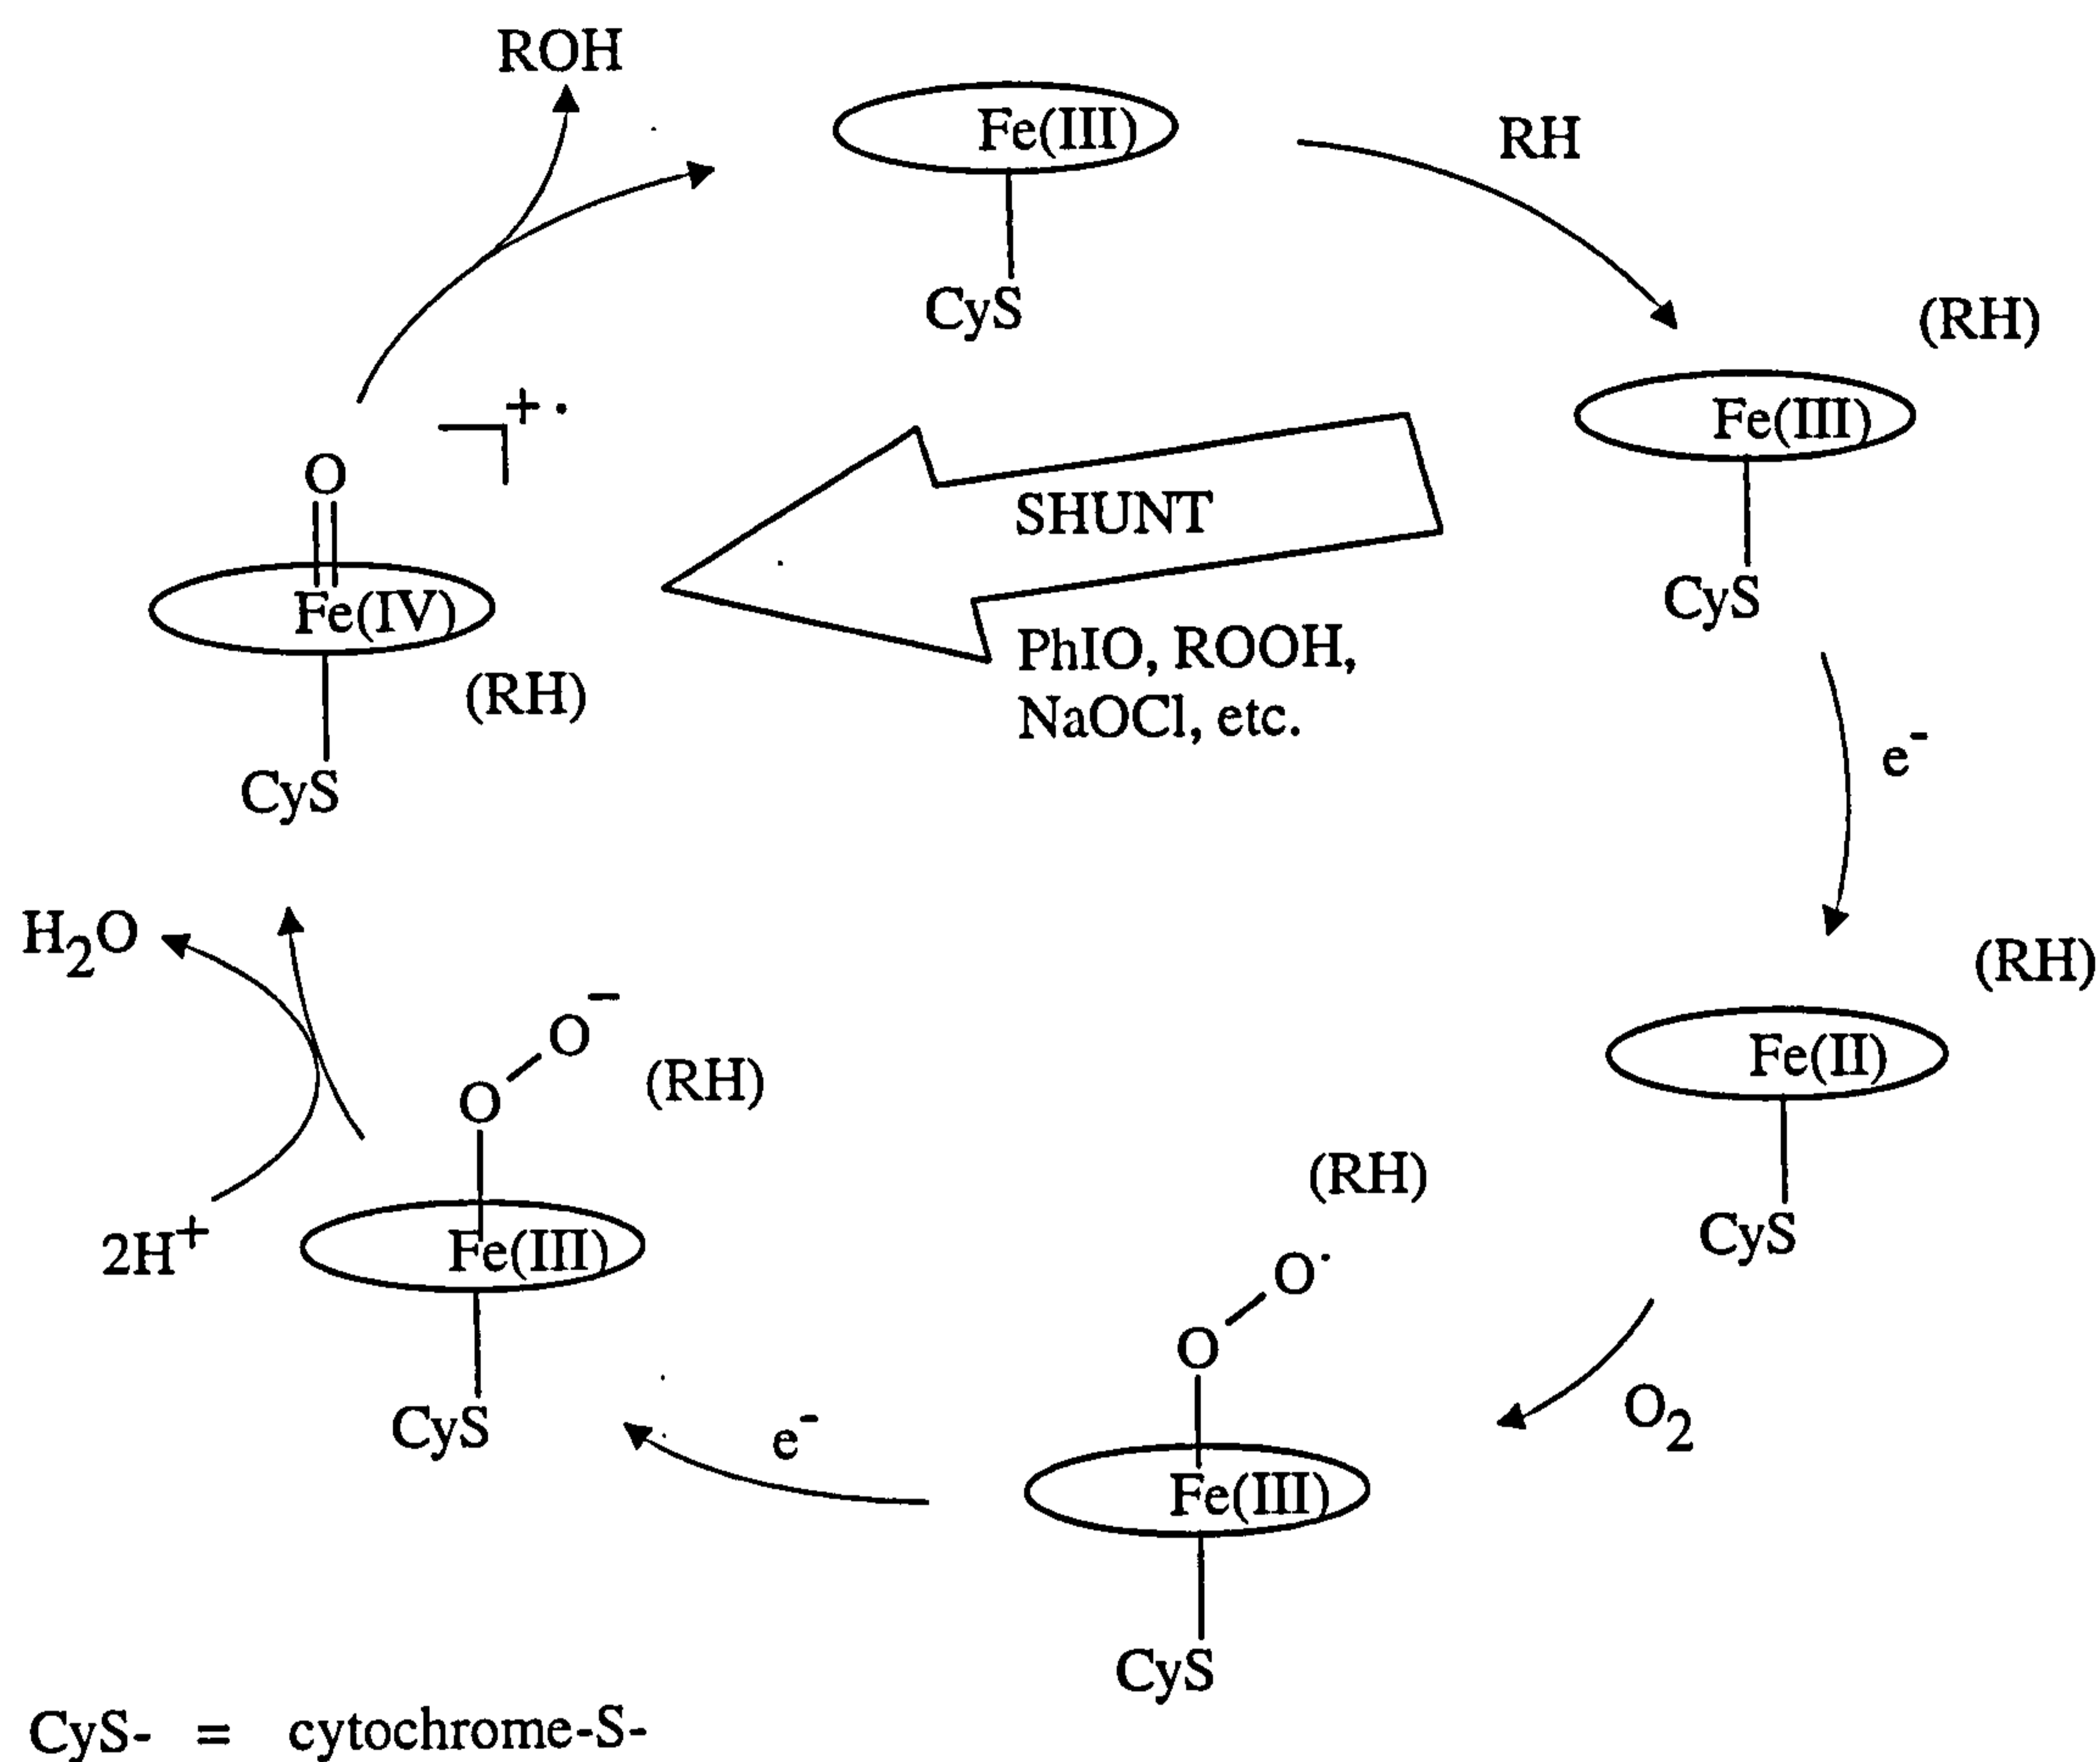 ROH
Fe(III)
RH
CyS
(RH)
Fe(III)
CyS
+ ·
O
Fe(IV)
(RH)
CyS
SHUNT
PhIO, ROOH,
NaOCl, etc.
e-
(RH)
Fe(II)
CyS
O2
(RH)
O·
O
Fe(III)
CyS
e-
O-
O
(RH)
Fe(III)
CyS
H2O
2H+
CyS- = cytochrome-S-